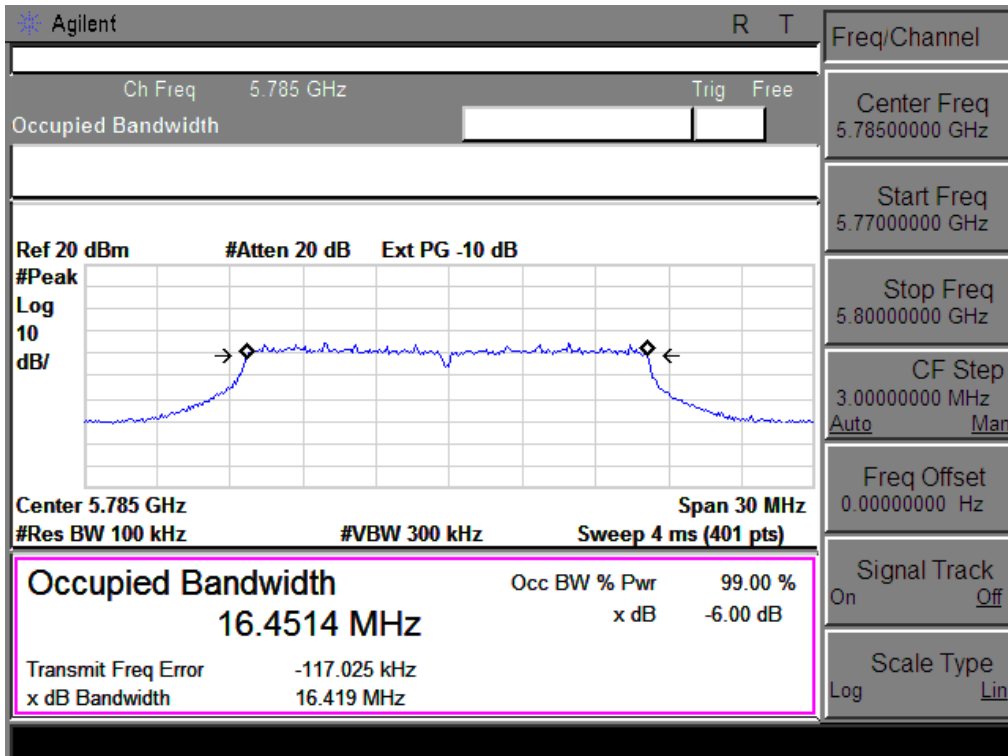 Agilent R T
Ch Freq 5.785 GHz Trig Free
Occupied Bandwidth
Ref 20 dBm #Atten 20 dB Ext PG -10 dB
#Peak
Log
10
dB/
Center 5.785 GHz Span 30 MHz
#Res BW 100 kHz #VBW 300 kHz Sweep 4 ms (401 pts)
Occupied Bandwidth Occ BW % Pwr 99.00 %
16.4514 MHz x dB -6.00 dB
Transmit Freq Error -117.025 kHz
x dB Bandwidth 16.419 MHz
Freq/Channel
Center Freq
5.78500000 GHz
Start Freq
5.77000000 GHz
Stop Freq
5.80000000 GHz
CF Step
3.00000000 MHz
Auto Man
Freq Offset
0.00000000 Hz
Signal Track
On Off
Scale Type
Log Lin